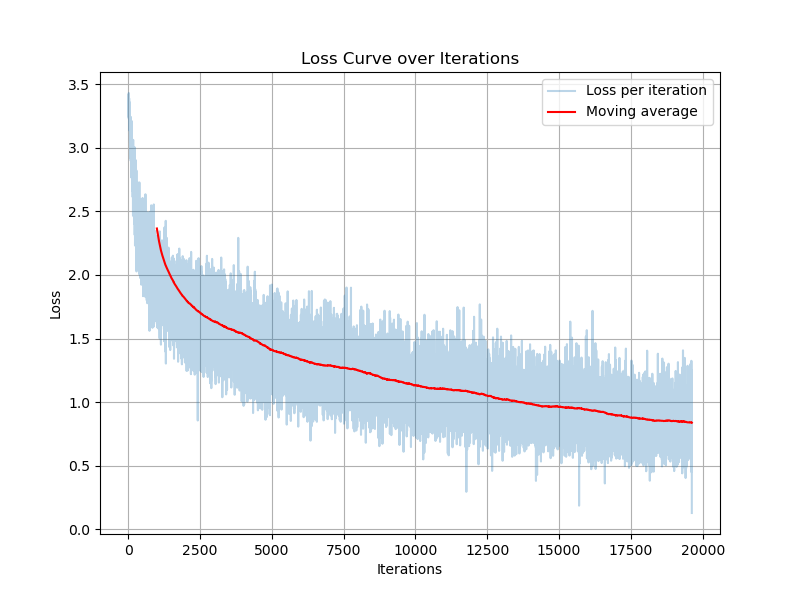 Loss Curve over Iterations
Loss per iteration
Moving average
3.5
3.0
2.5
2.0
1.5
1.0
0.5
0.0
Loss
0 2500 5000 7500 10000 12500 15000 17500 20000
Iterations